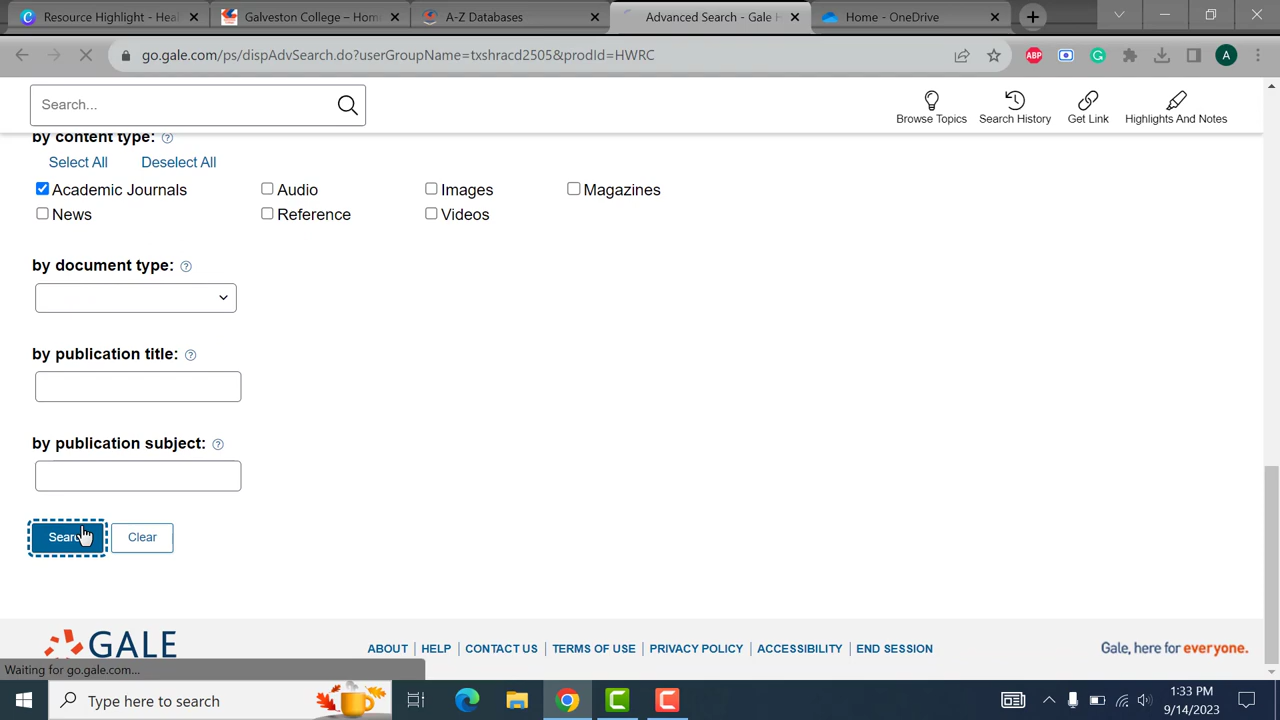 Resource Highlight - Heal
Galveston College – Hom
A-Z Databases
Advanced Search - Gale H
Home - OneDrive
go.gale.com/ps/dispAdvSearch.do?userGroupName=txshracd2505&prodId=HWRC
ABP
A
Search...
Browse Topics
Search History
Get Link
Highlights And Notes
by content type:
Select All Deselect All
Academic Journals Audio Images Magazines
News Reference Videos
by document type:
by publication title:
by publication subject:
Search Clear
GALE
ABOUT HELP CONTACT US TERMS OF USE PRIVACY POLICY ACCESSIBILITY END SESSION
Gale, here for everyone.
Waiting for go.gale.com...
Type here to search
1:33 PM
9/14/2023